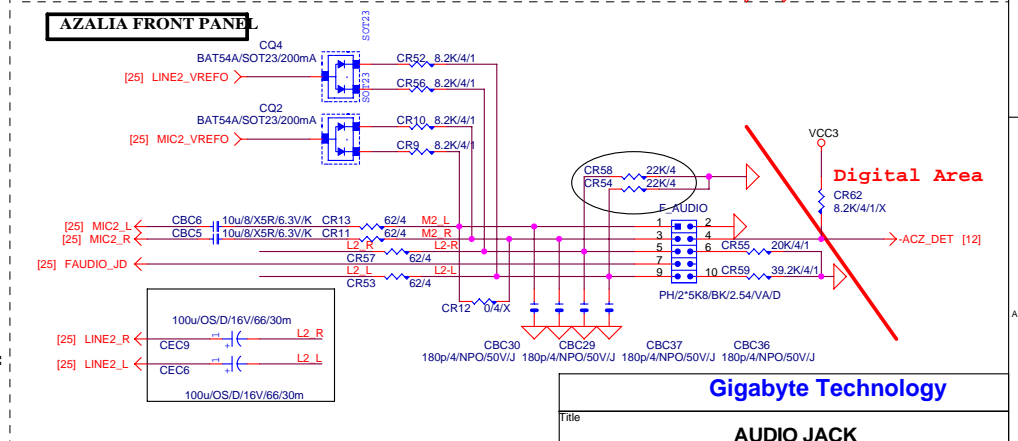 AZALIA FRONT PANEL
SOT23
CQ4
BAT54A/SOT23/200mA
CR52 8.2K/4/1
[25] LINE2_VREFO
SOT23
CR56 8.2K/4/1
CQ2
BAT54A/SOT23/200mA
CR10 8.2K/4/1
[25] MIC2_VREFO
CR9 8.2K/4/1
VCC3
CR58 22K/4
CR54 22K/4
Digital Area
CR62
8.2K/4/1/X
F_AUDIO
[25] MIC2_L CBC6 10u/8/X5R/6.3V/K CR13 62/4 M2_L 1 2
[25] MIC2_R CBC5 10u/8/X5R/6.3V/K CR11 62/4 M2_R 3 4
-ACZ_DET [12]
L2_R L2-R 5 6 CR55 20K/4/1
[25] FAUDIO_JD CR57 62/4 7
L2_L L2-L 9 10 CR59 39.2K/4/1
CR53 62/4
PH/2*5K8/BK/2.54/VA/D
CR12 0/4/X
100u/OS/D/16V/66/30m
[25] LINE2_R 1 L2_R
CEC9 +
[25] LINE2_L 1 L2_L
CEC6 +
100u/OS/D/16V/66/30m
CBC30 CBC29 CBC37 CBC36
180p/4/NPO/50V/J 180p/4/NPO/50V/J 180p/4/NPO/50V/J 180p/4/NPO/50V/J
A
Gigabyte Technology
Title
AUDIO JACK